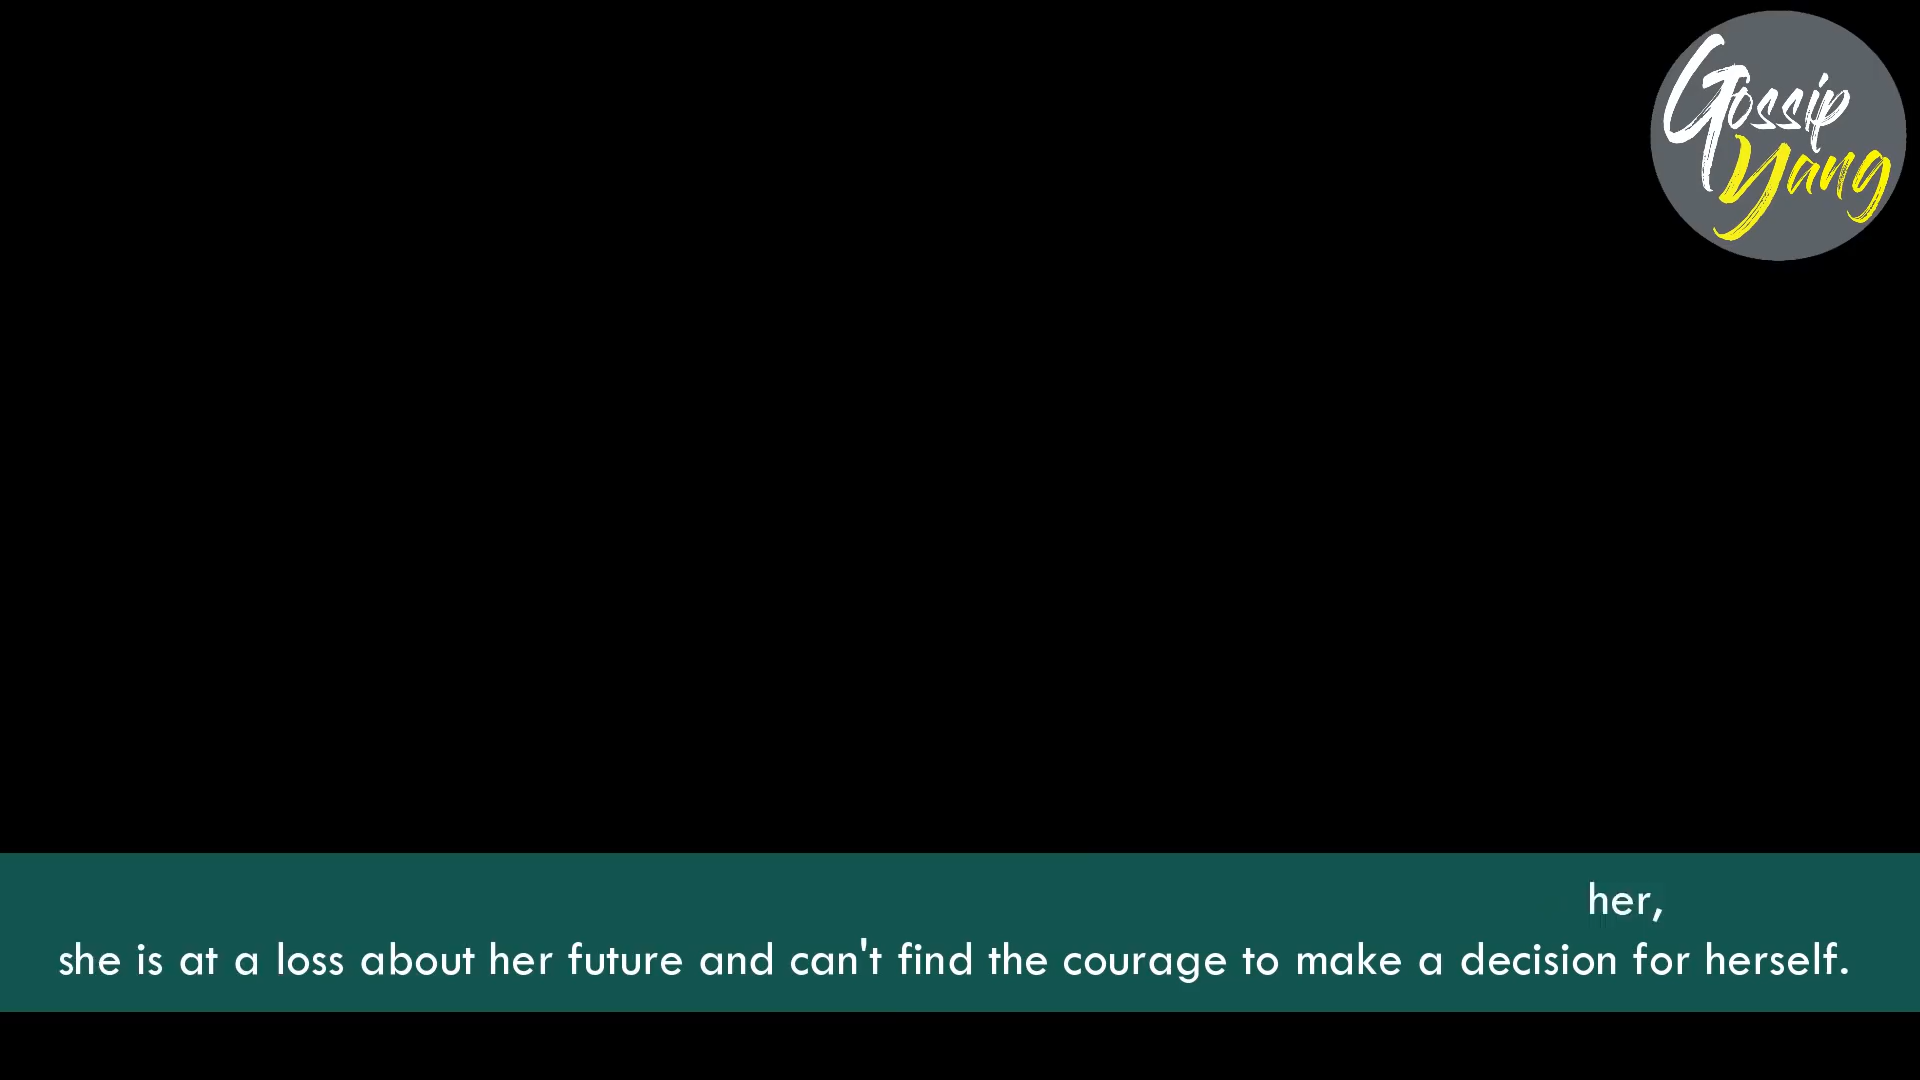 Gossip
Yang
her,
she is at a loss about her future and can't find the courage to make a decision for herself.